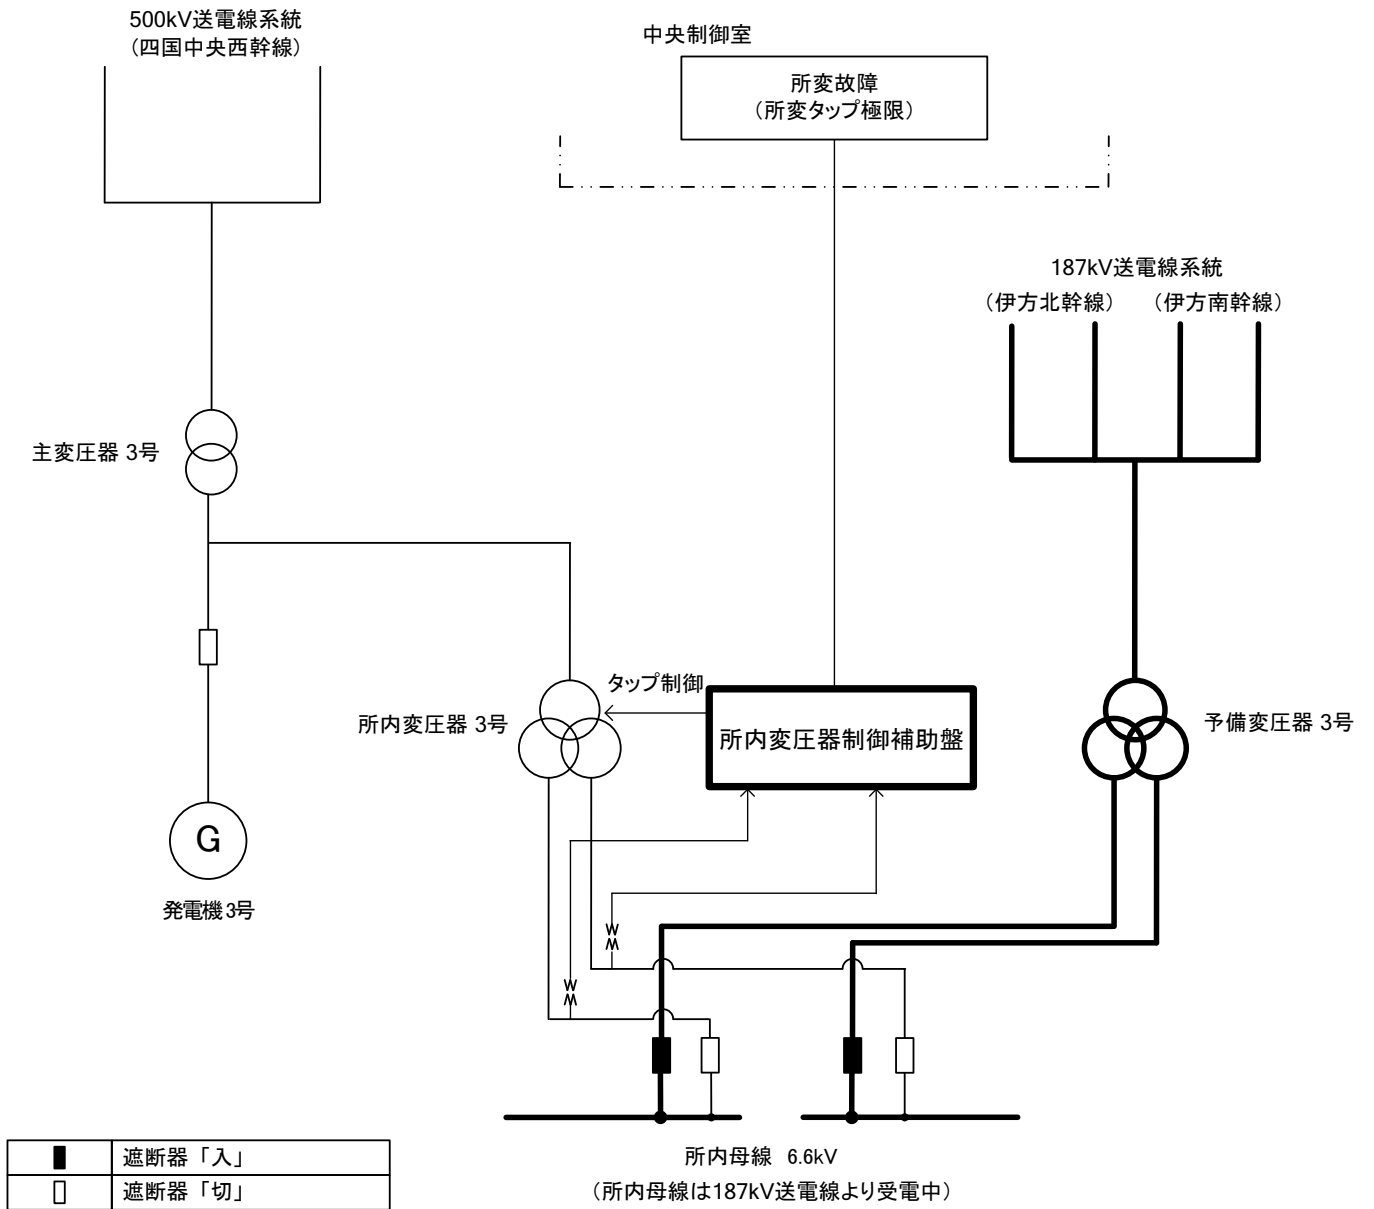 500kV送電線系統
（四国中央西幹線）
中央制御室
所変故障
（所変タップ極限）
187kV送電線系統
（伊方北幹線）
（伊方南幹線）
主変圧器 3号
タップ制御
所内変圧器 3号
所内変圧器制御補助盤
予備変圧器 3号
G
発電機3号
所内母線 6.6kV
（所内母線は187kV送電線より受電中）
遮断器「入」
遮断器「切」